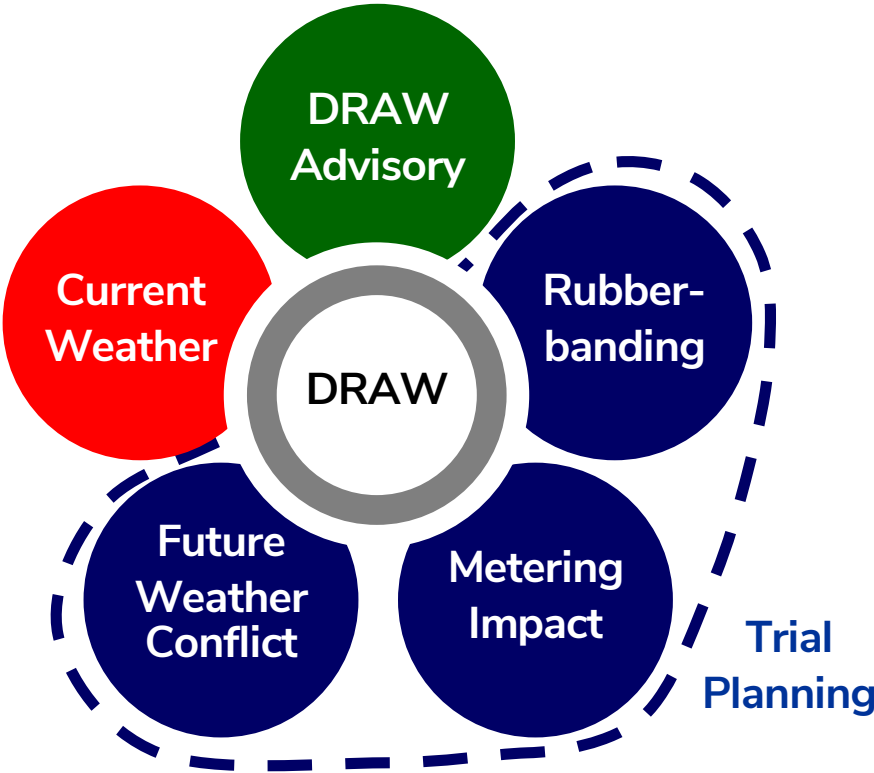 DRAW
Advisory
Current
Weather
Rubber-
banding
DRAW
Future
Weather
Conflict
Metering
Impact
Trial
Planning